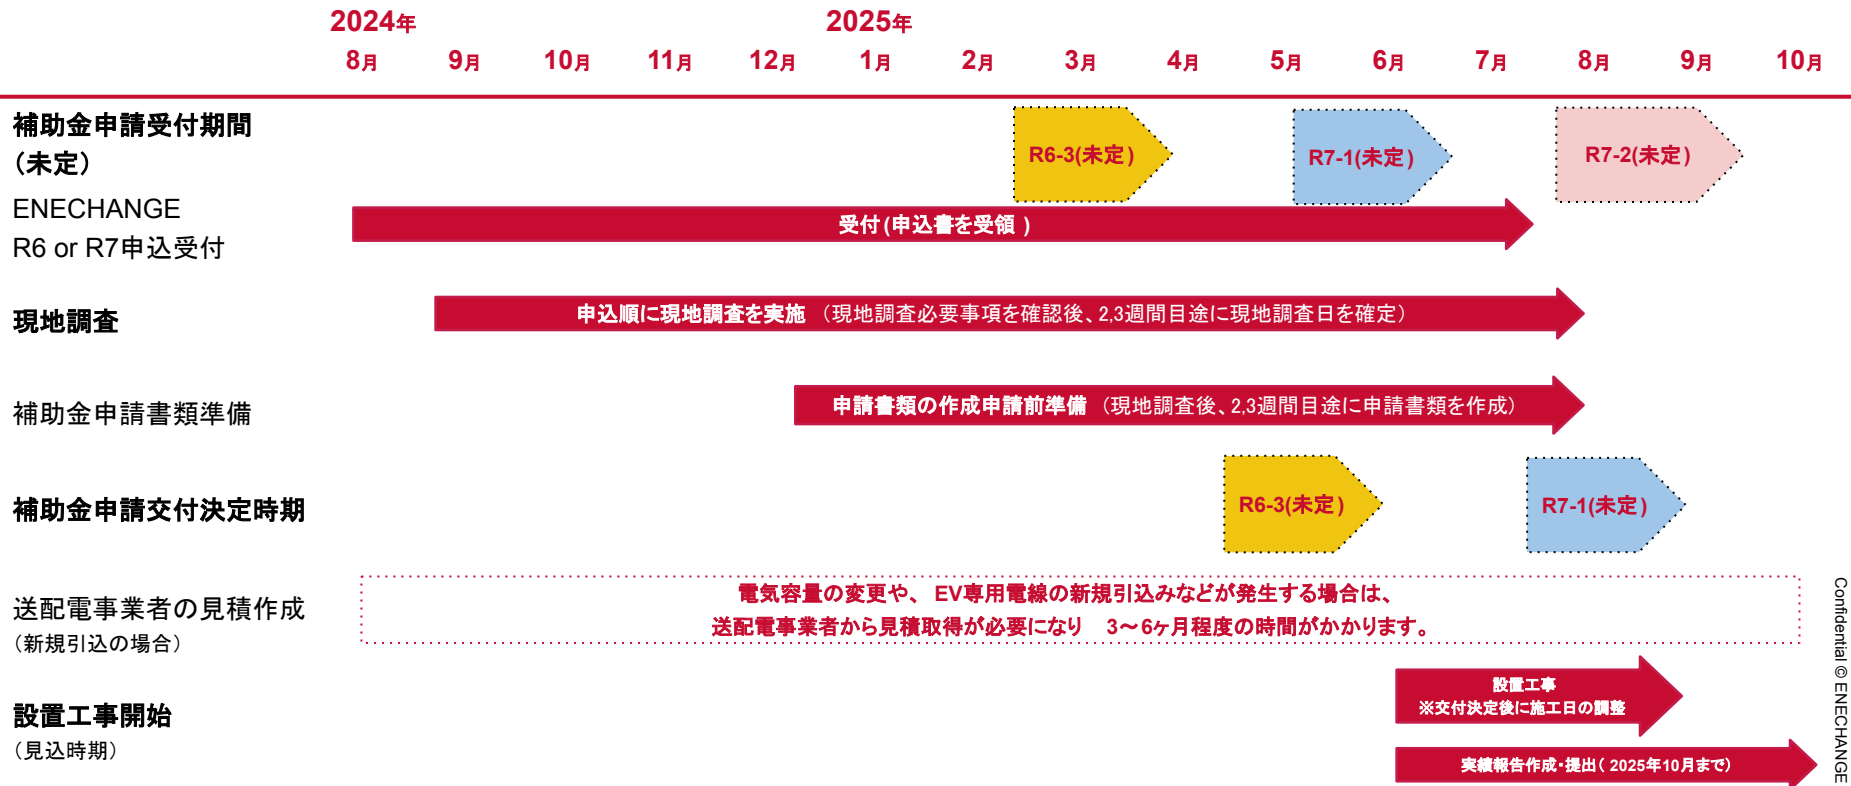 2024年
2025年
8月 9月 10月 11月 12月 1月 2月 3月 4月 5月 6月 7月 8月 9月 10月
補助金申請受付期間
（未定）
R6-3(未定)
R7-1(未定)
R7-2(未定)
ENECHANGE
R6 or R7申込受付
受付(申込書を受領 )
現地調査
申込順に現地調査を実施 （現地調査必要事項を確認後、2,3週間目途に現地調査日を確定）
補助金申請書類準備
申請書類の作成申請前準備 （現地調査後、2,3週間目途に申請書類を作成）
補助金申請交付決定時期
R6-3(未定)
R7-1(未定)
送配電事業者の見積作成
（新規引込の場合）
電気容量の変更や、 EV専用電線の新規引込みなどが発生する場合は、
送配電事業者から見積取得が必要になり 3～6ヶ月程度の時間がかかります。
設置工事開始
（見込時期）
設置工事
※交付決定後に施工日の調整
実績報告作成・提出（ 2025年10月まで）
Confidential © ENECHANGE